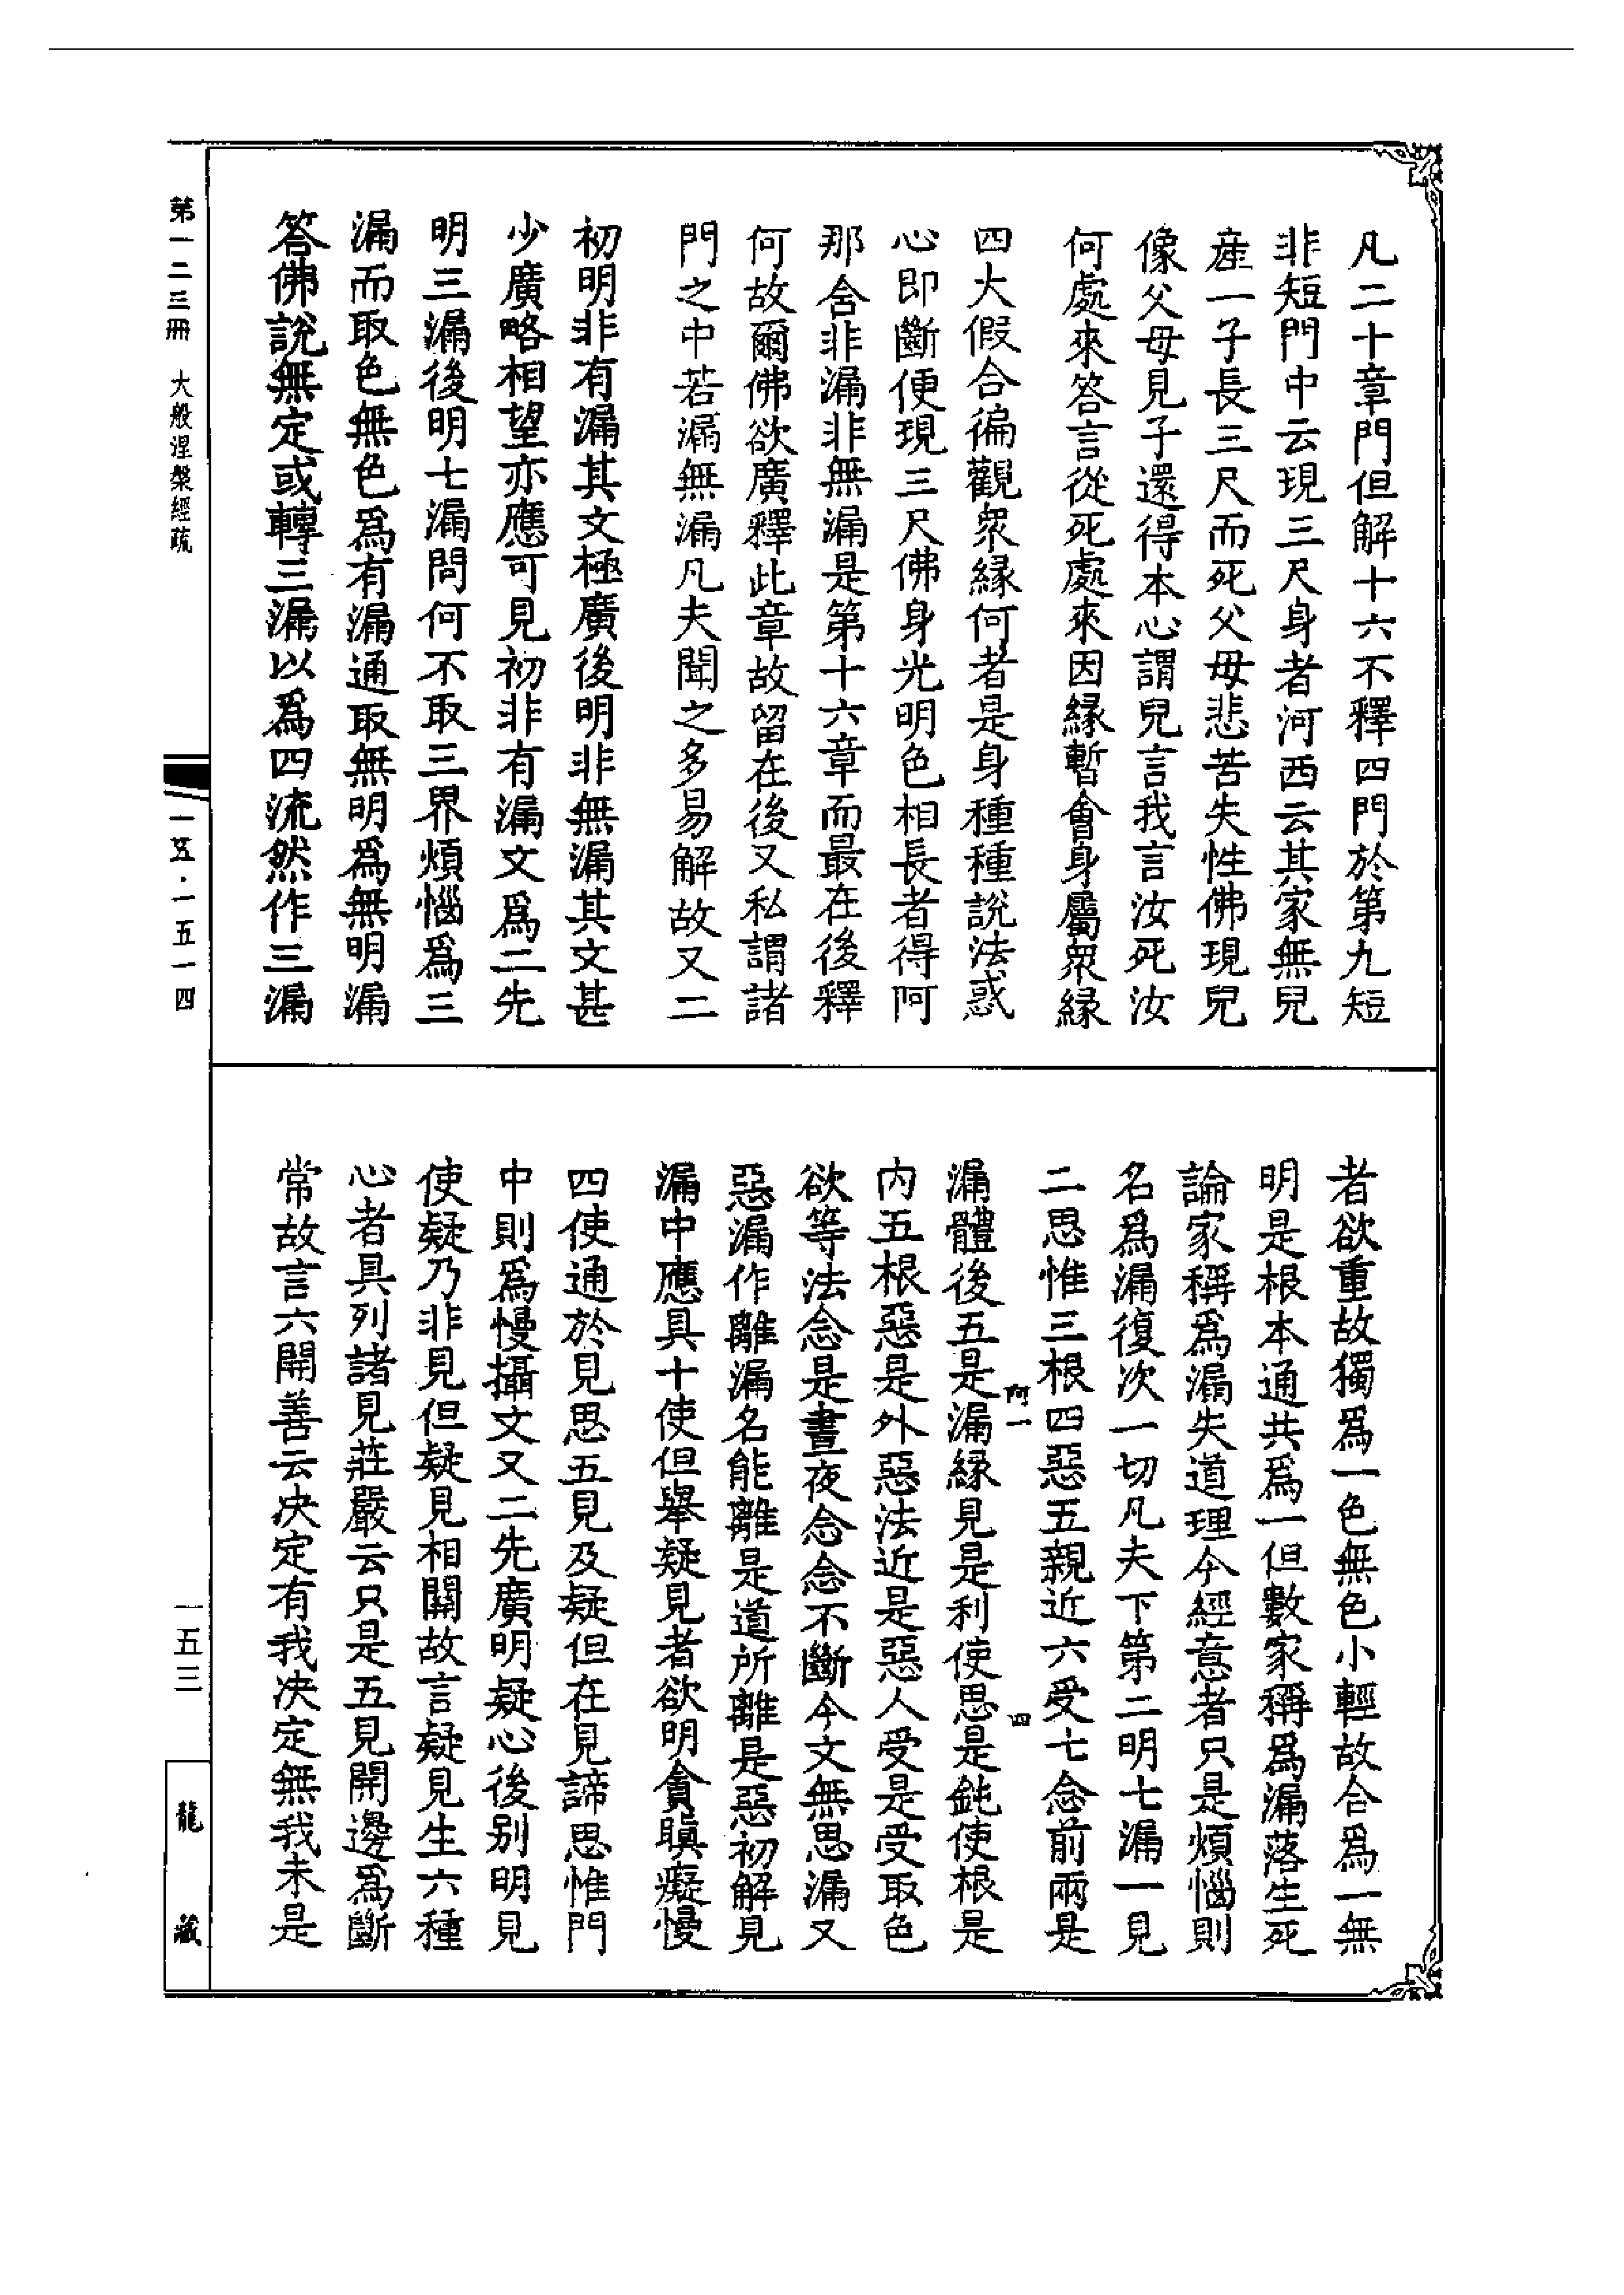 凡二十章門但解十六不釋四門於第九短
非短門中云現三尺身者河西云其家無兒
産一子長三尺而死父母悲苦失性佛現兒
像父母見子還得本心謂兒言我言汝死汝
何處來答言從死處來因緣暫會身屬衆緣
四大假合徧觀衆緣何者是身種種說法惑
心即斷便現三尺佛身光明色相長者得阿
那含非漏非無漏是第十六章而最在後釋
何故爾佛欲廣釋此章故留在後又私謂諸
門之中若漏無漏凡夫聞之多易解故又二
初明非有漏其文極廣後明非無漏其文甚
少廣略相望亦應可見初非有漏文爲二先
明三漏後明七漏問何不取三界煩惱爲三
漏而取色無色爲有漏通取無明爲無明漏
答佛說無定或轉三漏以爲四流然作三漏
者欲重故獨爲一色無色小輕故合爲一無
明是根本通共爲一但數家稱爲漏落生死
論家稱爲漏失道理今經意者只是煩惱則
名爲漏復次一切凡夫下第二明七漏一見
二思惟三根四惡五親近六受七念前兩是
阿一 四
漏體後五是漏緣見是利使思是鈍使根是
内五根惡是外惡法近是惡人受是受取色
欲等法念是晝夜念念不斷今文無思漏又
惡漏作離漏名能離是道所離是惡初解見
漏中應具十使但舉疑見者欲明貪瞋癡慢
四使通於見思五見及疑但在見諦思惟門
中則爲慢攝文又二先廣明疑心後别明見
使疑乃非見但疑見相關故言疑見生六種
心者具列諸見莊嚴云只是五見開邊爲斷
常故言六開善云決定有我決定無我未是
第一二三冊 大般涅槃經疏
一五·一五一四
一五三
龍藏